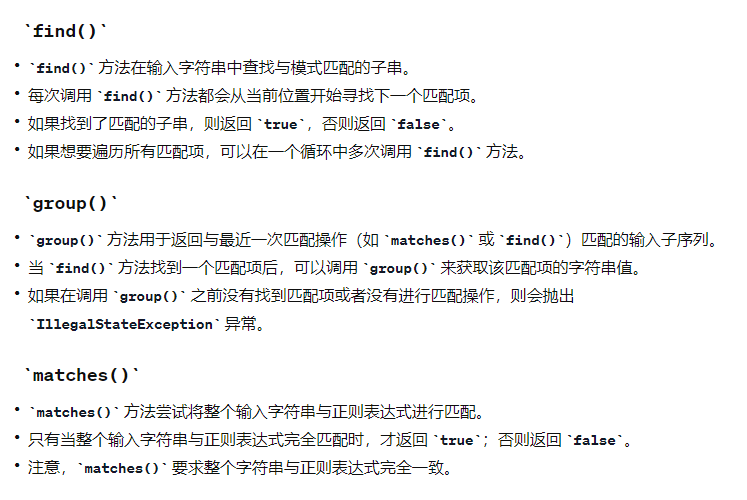 `find()`
• `find()` 方法在输入字符串中查找与模式匹配的子串。
• 每次调用 `find()` 方法都会从当前位置开始寻找下一个匹配项。
• 如果找到了匹配的子串，则返回 `true`，否则返回 `false`。
• 如果想要遍历所有匹配项，可以在一个循环中多次调用 `find()` 方法。
`group()`
• `group()` 方法用于返回与最近一次匹配操作（如 `matches()` 或 `find()`）匹配的输入子序列。
• 当 `find()` 方法找到一个匹配项后，可以调用 `group()` 来获取该匹配项的字符串值。
• 如果在调用 `group()` 之前没有找到匹配项或者没有进行匹配操作，则会抛出
`IllegalStateException` 异常。
`matches()`
• `matches()` 方法尝试将整个输入字符串与正则表达式进行匹配。
• 只有当整个输入字符串与正则表达式完全匹配时，才返回 `true`；否则返回 `false`。
• 注意，`matches()` 要求整个字符串与正则表达式完全一致。